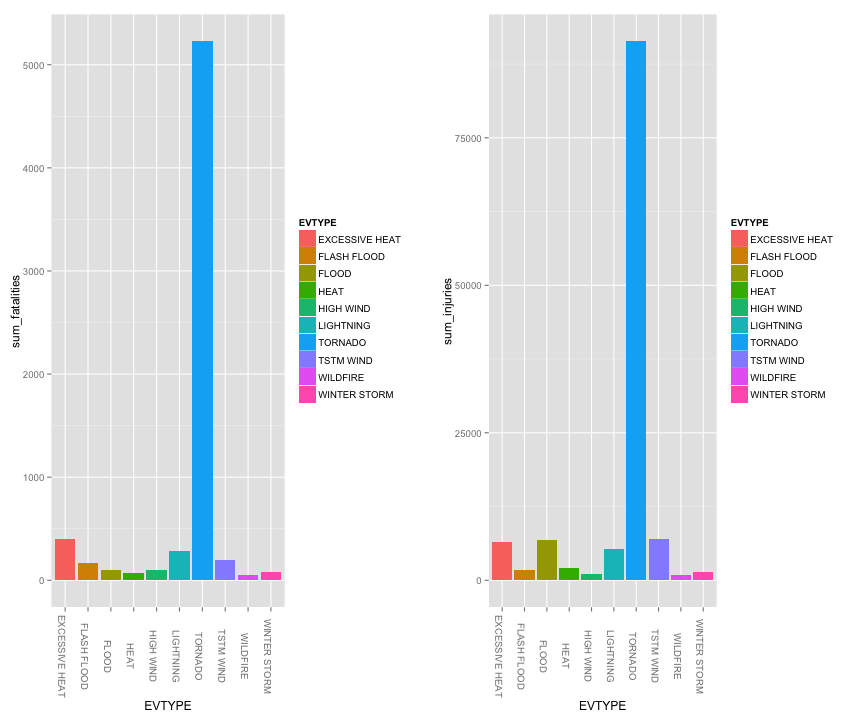 sum_fatalities
5000
4000
3000
2000
1000
0
EXCESSIVE HEAT
FLASH FLOOD
FLOOD
HEAT
HIGH WIND
LIGHTNING
TORNADO
TSTM WIND
WILDFIRE
WINTER STORM
EVTYPE
EVTYPE
EXCESSIVE HEAT
FLASH FLOOD
FLOOD
HEAT
HIGH WIND
LIGHTNING
TORNADO
TSTM WIND
WILDFIRE
WINTER STORM
sum_injuries
75000
50000
25000
0
EXCESSIVE HEAT
FLASH FLOOD
FLOOD
HEAT
HIGH WIND
LIGHTNING
TORNADO
TSTM WIND
WILDFIRE
WINTER STORM
EVTYPE
EVTYPE
EXCESSIVE HEAT
FLASH FLOOD
FLOOD
HEAT
HIGH WIND
LIGHTNING
TORNADO
TSTM WIND
WILDFIRE
WINTER STORM